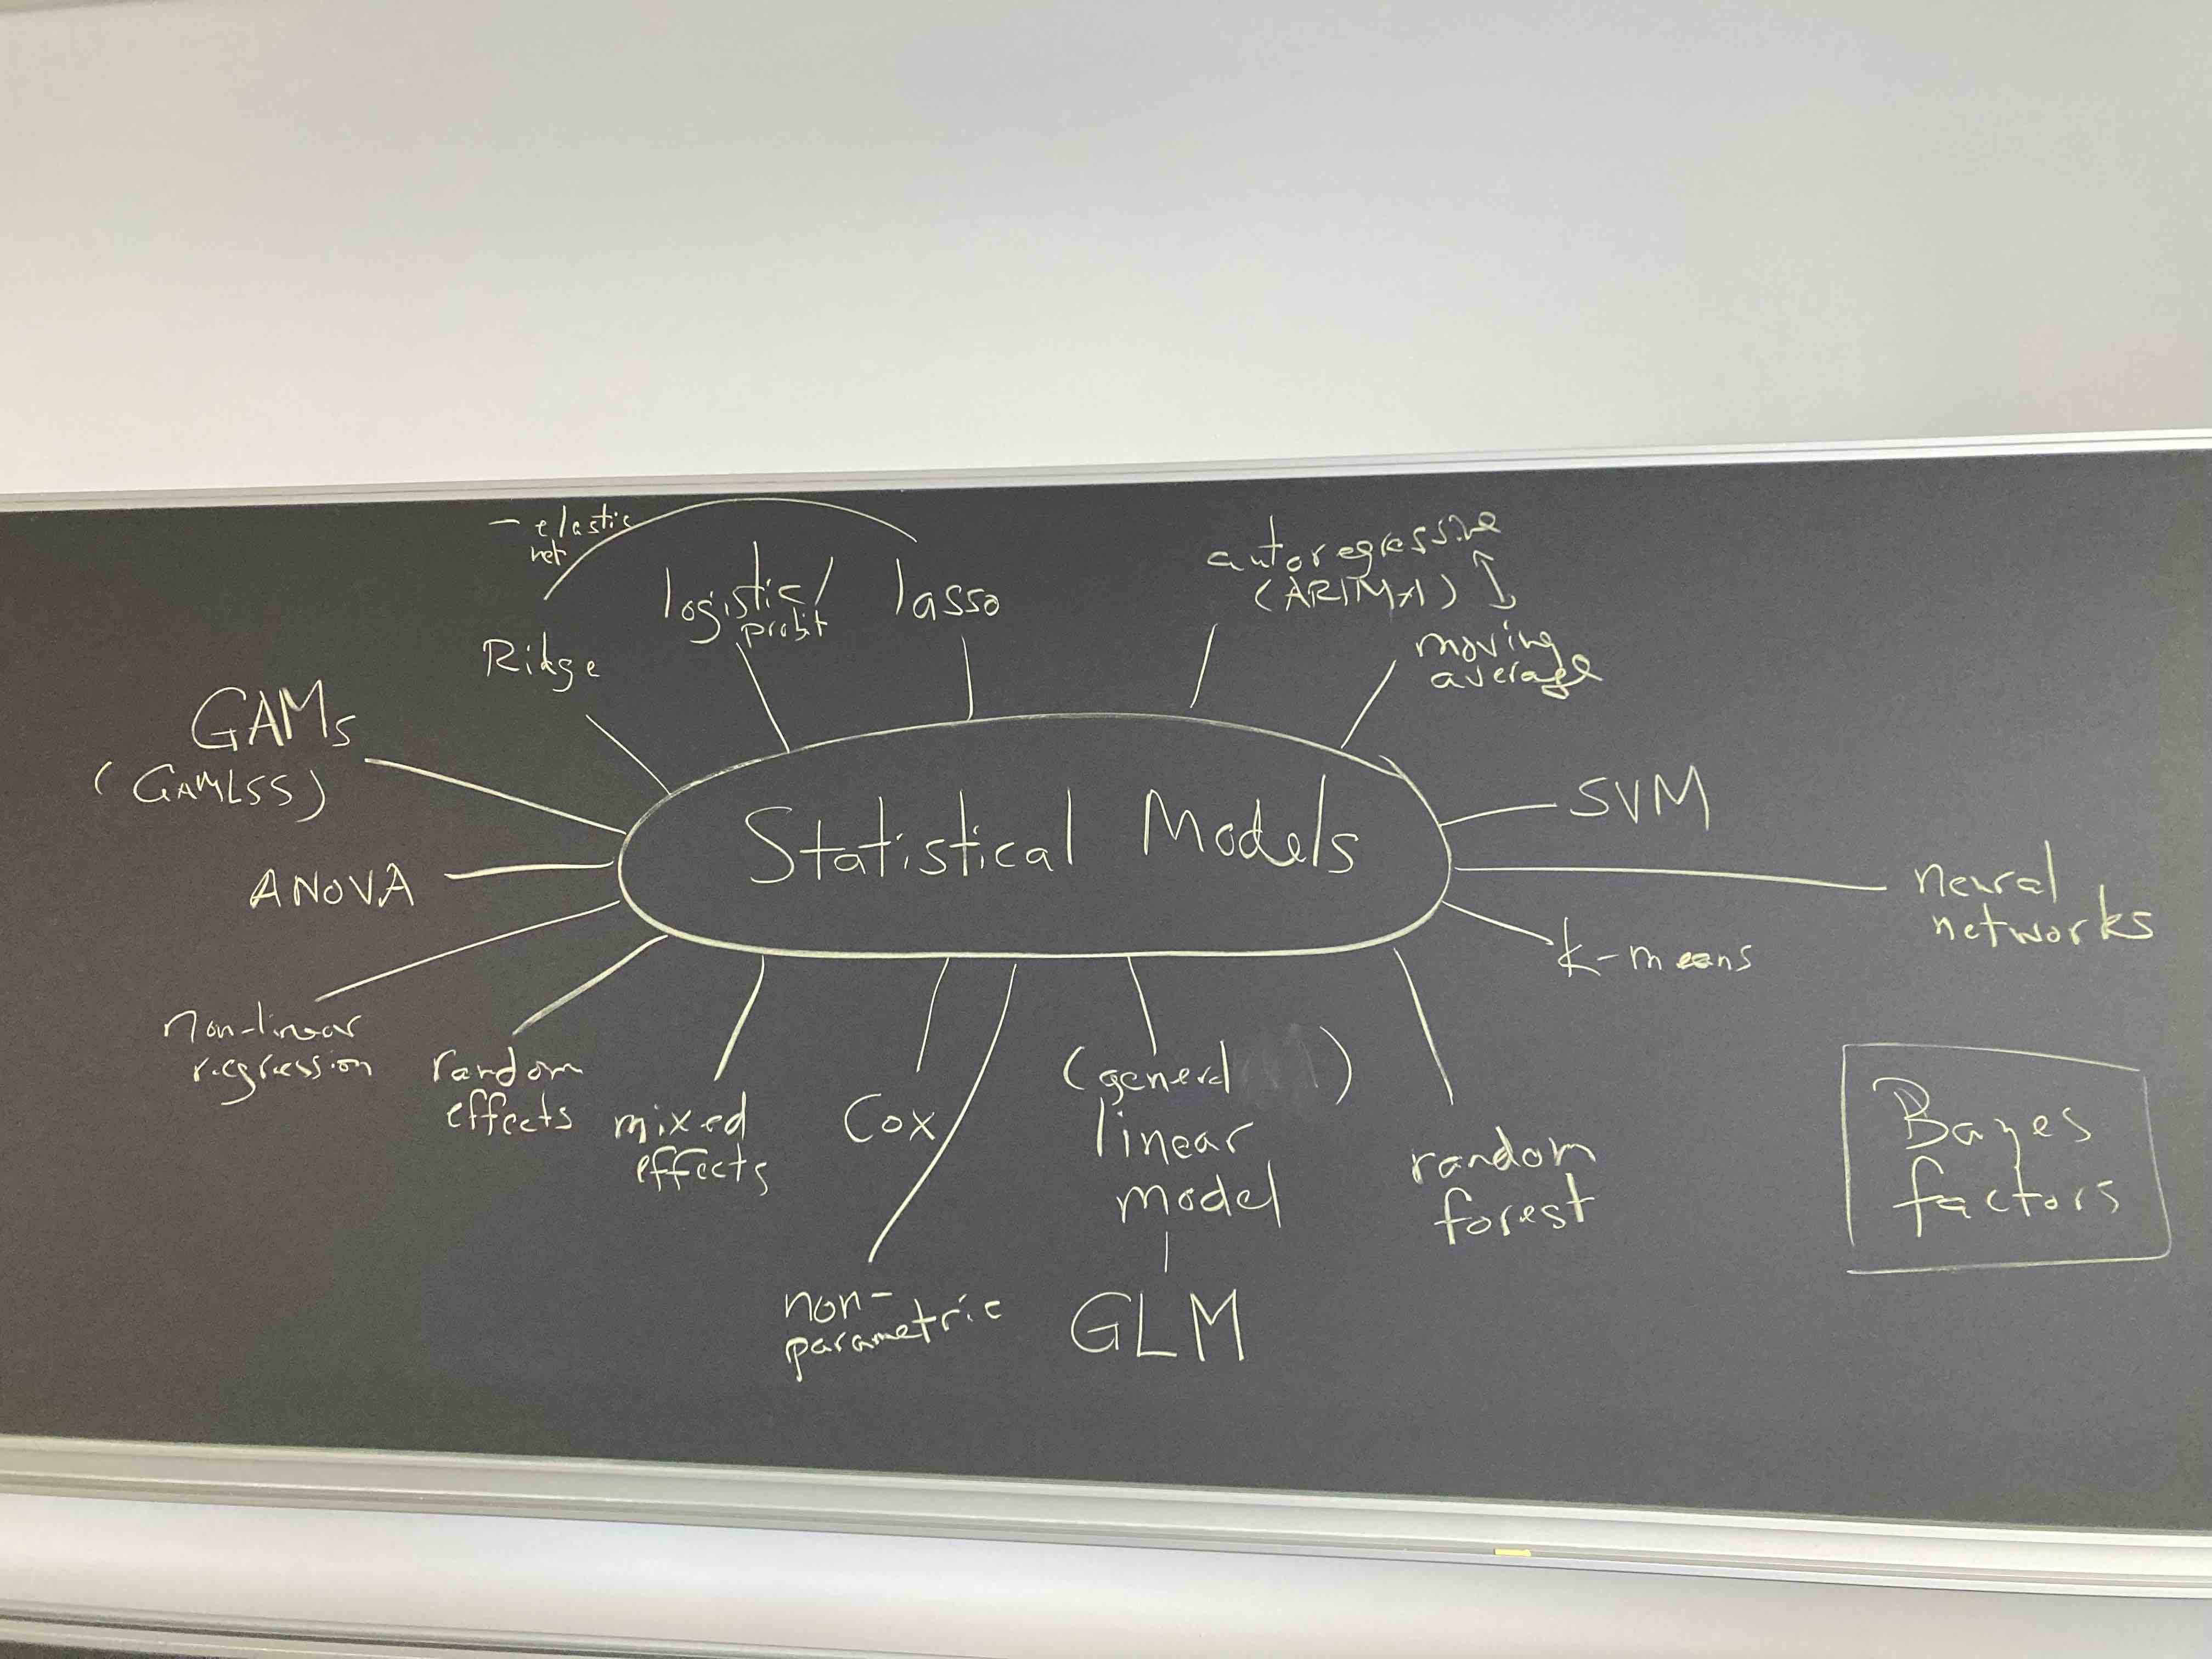 - elastic
net
logistic/
probit
lasso
autoregressive
(ARIMA)
moving
average
Ridge
GAMs
(GAMLSS)
Statistical Models
SVM
ANOVA
neural
networks
k-means
non-linear
regression
random
effects
mixed
effects
Cox
(general )
linear
model
GLM
non-
parametric
random
forest
Bayes
factors